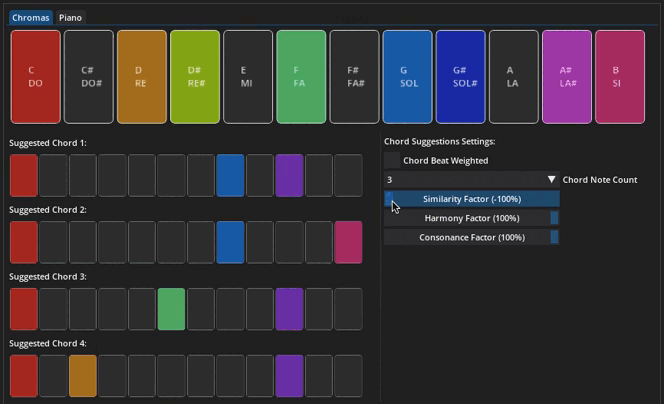 Chromas Piano
C C# D D# E F F# G G# A A# B
DO DO# RE RE# MI FA FA# SOL SOL# LA LA# SI
Suggested Chord 1:
Suggested Chord 2:
Suggested Chord 3:
Suggested Chord 4:
Chord Suggestions Settings:
Chord Beat Weighted
3 Chord Note Count
Similarity Factor (-100%)
Harmony Factor (100%)
Consonance Factor (100%)